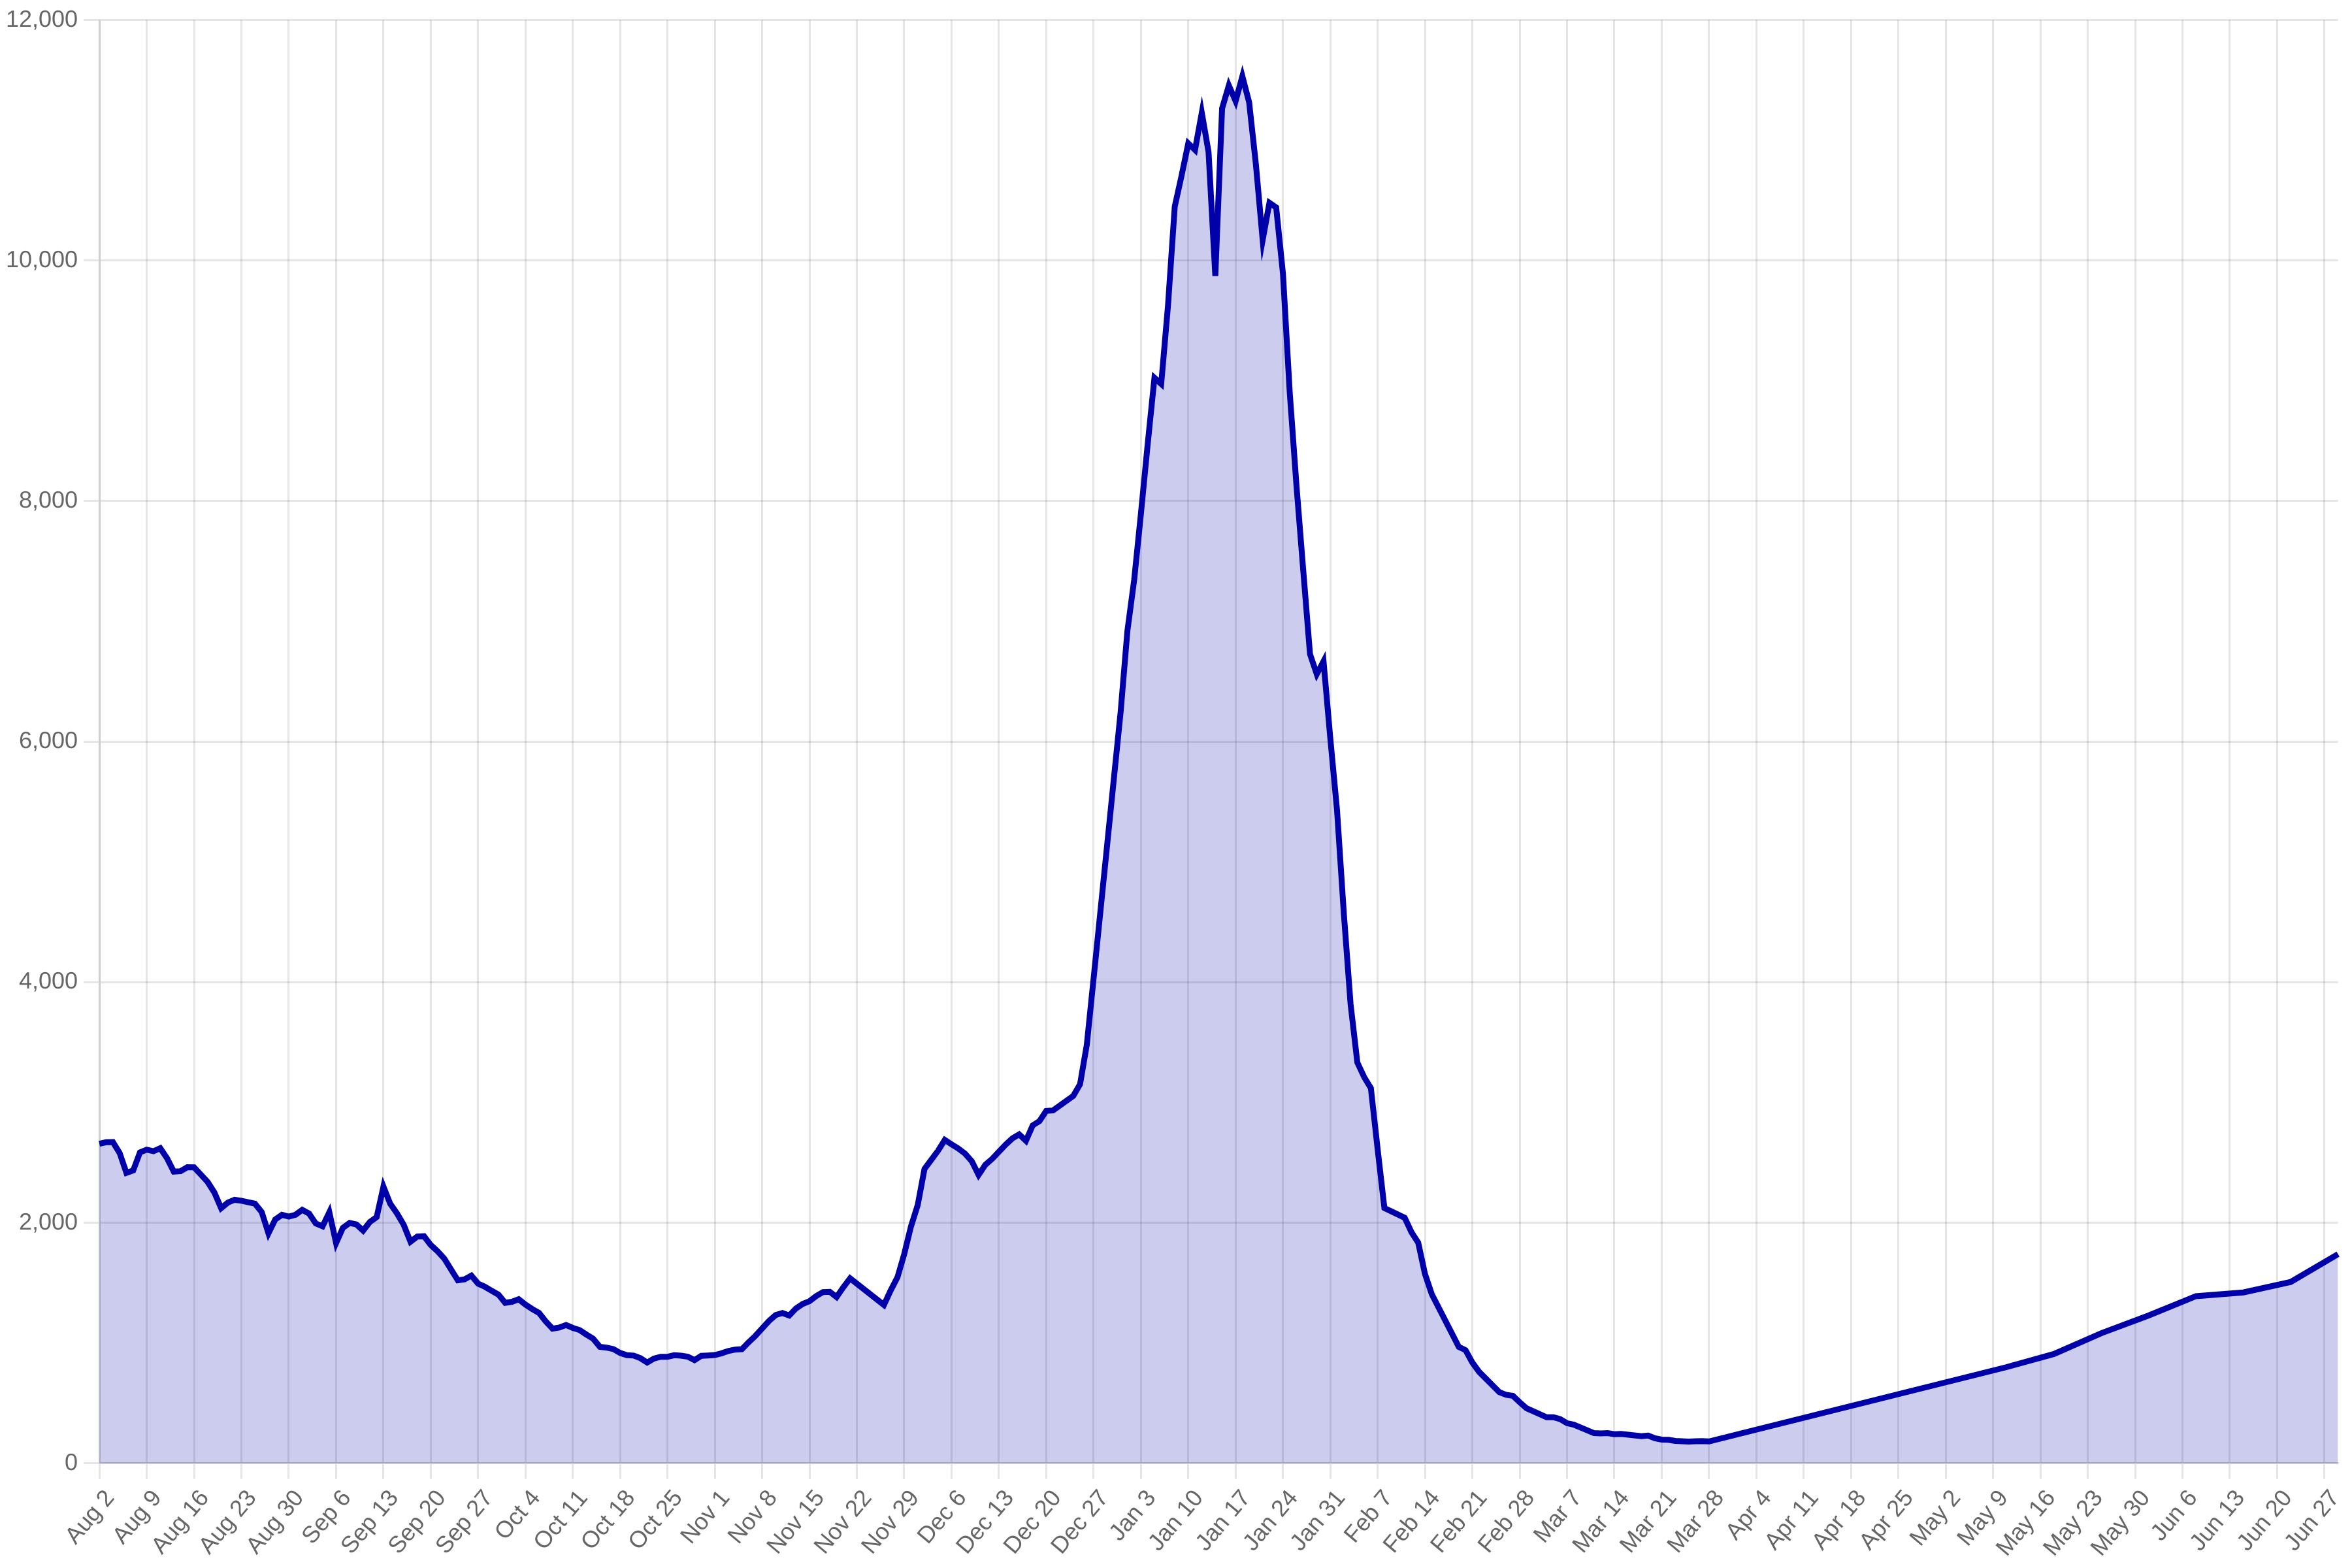 12,000
10,000
8,000
6,000
4,000
2,000
0
Aug 2
Aug 9
Aug 16
Aug 23
Aug 30
Sep 6
Sep 13
Sep 20
Sep 27
Oct 4
Oct 11
Oct 18
Oct 25
Nov 1
Nov 8
Nov 15
Nov 22
Nov 29
Dec 6
Dec 13
Dec 20
Dec 27
Jan 3
Jan 10
Jan 17
Jan 24
Jan 31
Feb 7
Feb 14
Feb 21
Feb 28
Mar 7
Mar 14
Mar 21
Mar 28
Apr 4
Apr 11
Apr 18
Apr 25
May 2
May 9
May 16
May 23
May 30
Jun 6
Jun 13
Jun 20
Jun 27